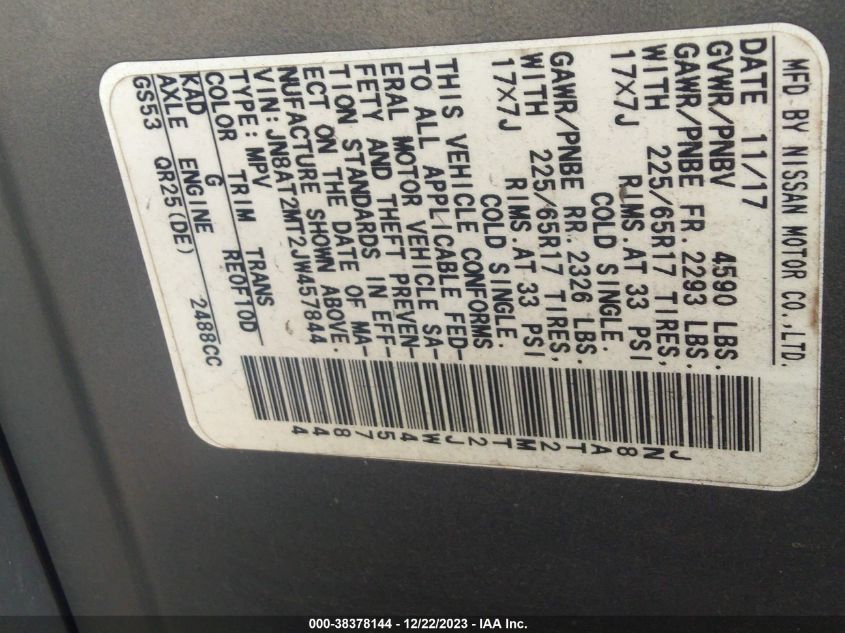 MFD BY NISSAN MOTOR CO.,LTD.
DATE 11/17
GVWR/PNBV 4590 LBS.
GAWR/PNBE FR. 2293 LBS.
WITH 225/65R17 TIRES,
17X7J RIMS.AT 33 PSI
COLD SINGLE.
GAWR/PNBE RR. 2326 LBS.
WITH 225/65R17 TIRES,
17X7J RIMS.AT 33 PSI
COLD SINGLE.
THIS VEHICLE CONFORMS
TO ALL APPLICABLE FED-
ERAL MOTOR VEHICLE SA-
FETY AND THEFT PREVEN-
TION STANDARDS IN EFF-
ECT ON THE DATE OF MA-
NUFACTURE SHOWN ABOVE.
VIN: JN8AT2MT2JW457844
TYPE: MPV
COLOR TRIM TRANS
KAD G RE0F10D
AXLE ENGINE
GS53 QR25(DE) 2488CC
JN8AT2MT2JW457844
000-38378144 - 12/22/2023 - IAA Inc.